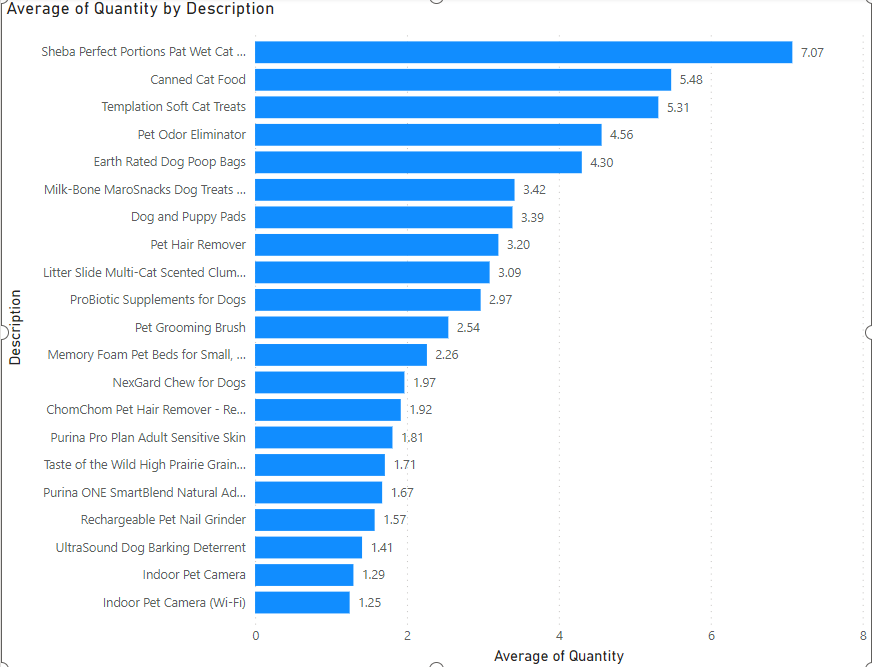 Average of Quantity by Description
Sheba Perfect Portions Pat Wet Cat ... 7.07
Canned Cat Food 5.48
Templation Soft Cat Treats 5.31
Pet Odor Eliminator 4.56
Earth Rated Dog Poop Bags 4.30
Milk-Bone MaroSnacks Dog Treats ... 3.42
Dog and Puppy Pads 3.39
Pet Hair Remover 3.20
Litter Slide Multi-Cat Scented Clum... 3.09
ProBiotic Supplements for Dogs 2.97
Pet Grooming Brush 2.54
Memory Foam Pet Beds for Small, ... 2.26
NexGard Chew for Dogs 1.97
ChomChom Pet Hair Remover - Re... 1.92
Purina Pro Plan Adult Sensitive Skin 1.81
Taste of the Wild High Prairie Grain... 1.71
Purina ONE SmartBlend Natural Ad... 1.67
Rechargeable Pet Nail Grinder 1.57
UltraSound Dog Barking Deterrent 1.41
Indoor Pet Camera 1.29
Indoor Pet Camera (Wi-Fi) 1.25
Description
0 2 4 6 8
Average of Quantity